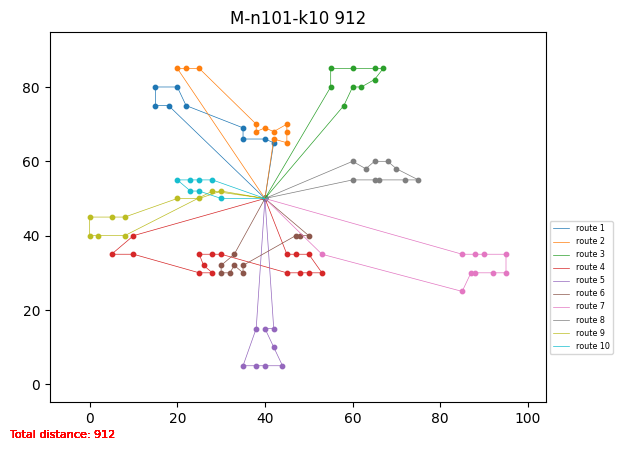 M-n101-k10 912
80
60
40
20
0
0
20
40
60
80
100
route 1
route 2
route 3
route 4
route 5
route 6
route 7
route 8
route 9
route 10
Total distance: 912